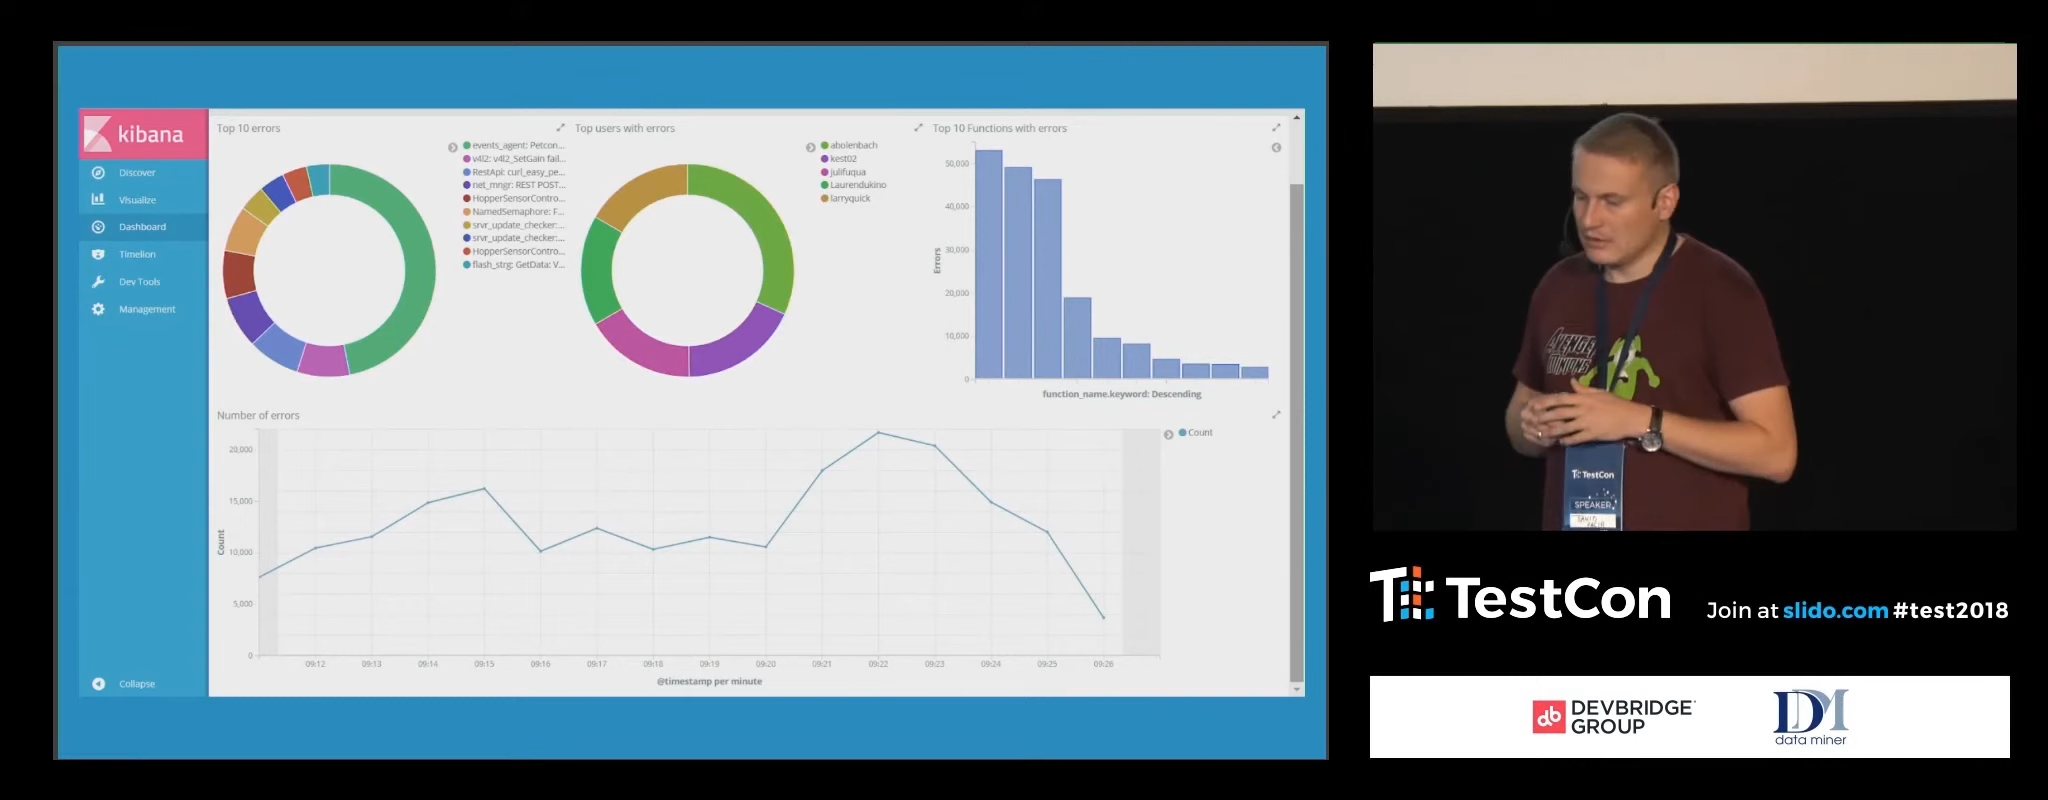 kibana
Discover
Visualize
Dashboard
Timelion
Dev Tools
Management
Collapse
Top 10 errors
events_agent: Petcon...
v4l2: v4l2_SetGain fail...
RestApi: curl_easy_pe...
net_mngr: REST POST...
HopperSensorContro...
NamedSemaphore: F...
srvr_update_checker:...
srvr_update_checker:...
HopperSensorContro...
flash_strg: GetData: V...
Top users with errors
abolenbach
kest02
julifuqua
Laurendukino
larryquick
Top 10 Functions with errors
50,000
40,000
30,000
20,000
10,000
0
Errors
function_name.keyword: Descending
Number of errors
20,000
15,000
10,000
5,000
0
Count
09:12 09:13 09:14 09:15 09:16 09:17 09:18 09:19 09:20 09:21 09:22 09:23 09:24 09:25 09:26
@timestamp per minute
Count
AVENGER
MINIONS
TestCon
SPEAKER
TestCon
Join at slido.com #test2018
db DEVBRIDGE
GROUP
DM
data miner